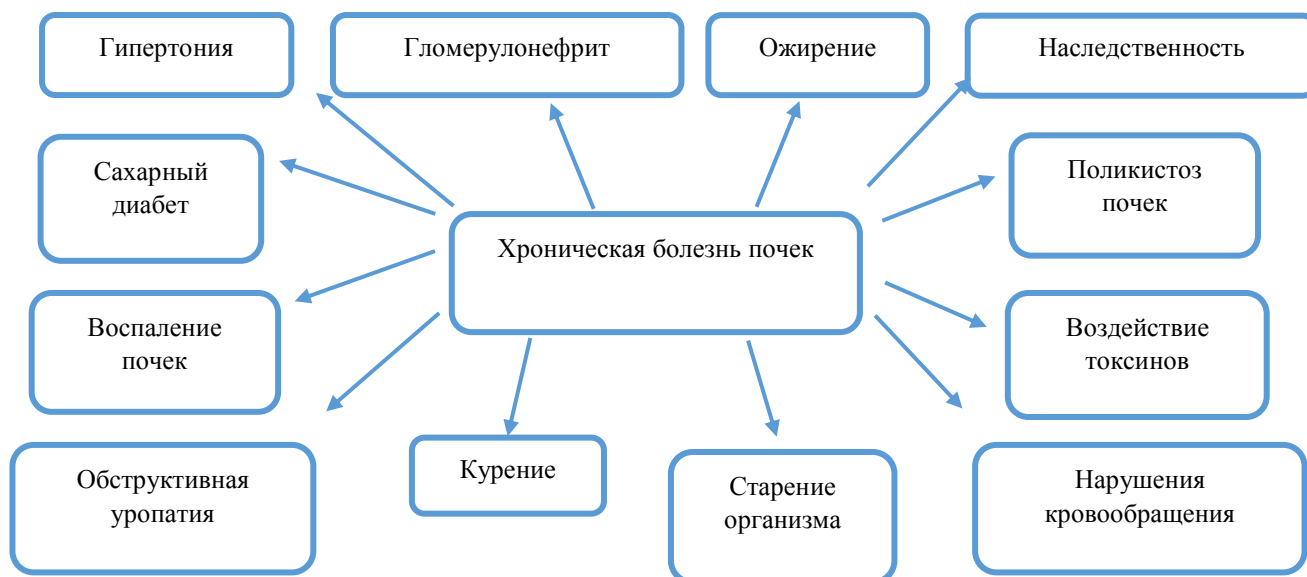 Гипертония
Гломерулонефрит
Ожирение
Наследственность
Сахарный
диабет
Поликистоз
почек
Хроническая болезнь почек
Воспаление
почек
Воздействие
токсинов
Обструктивная
уропатия
Курение
Старение
организма
Нарушения
кровообращения